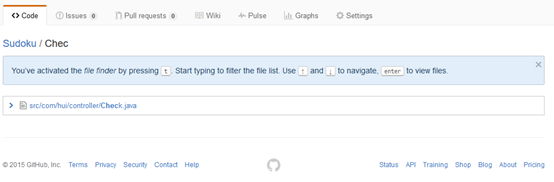 Code Issues 0 Pull requests 0 Wiki Pulse Graphs Settings
Sudoku / Chec
You've activated the file finder by pressing t. Start typing to filter the file list. Use ↑ and ↓ to navigate, enter to view files.
src/com/hui/controller/Check.java
© 2015 GitHub, Inc. Terms Privacy Security Contact Help Status API Training Shop Blog About Pricing